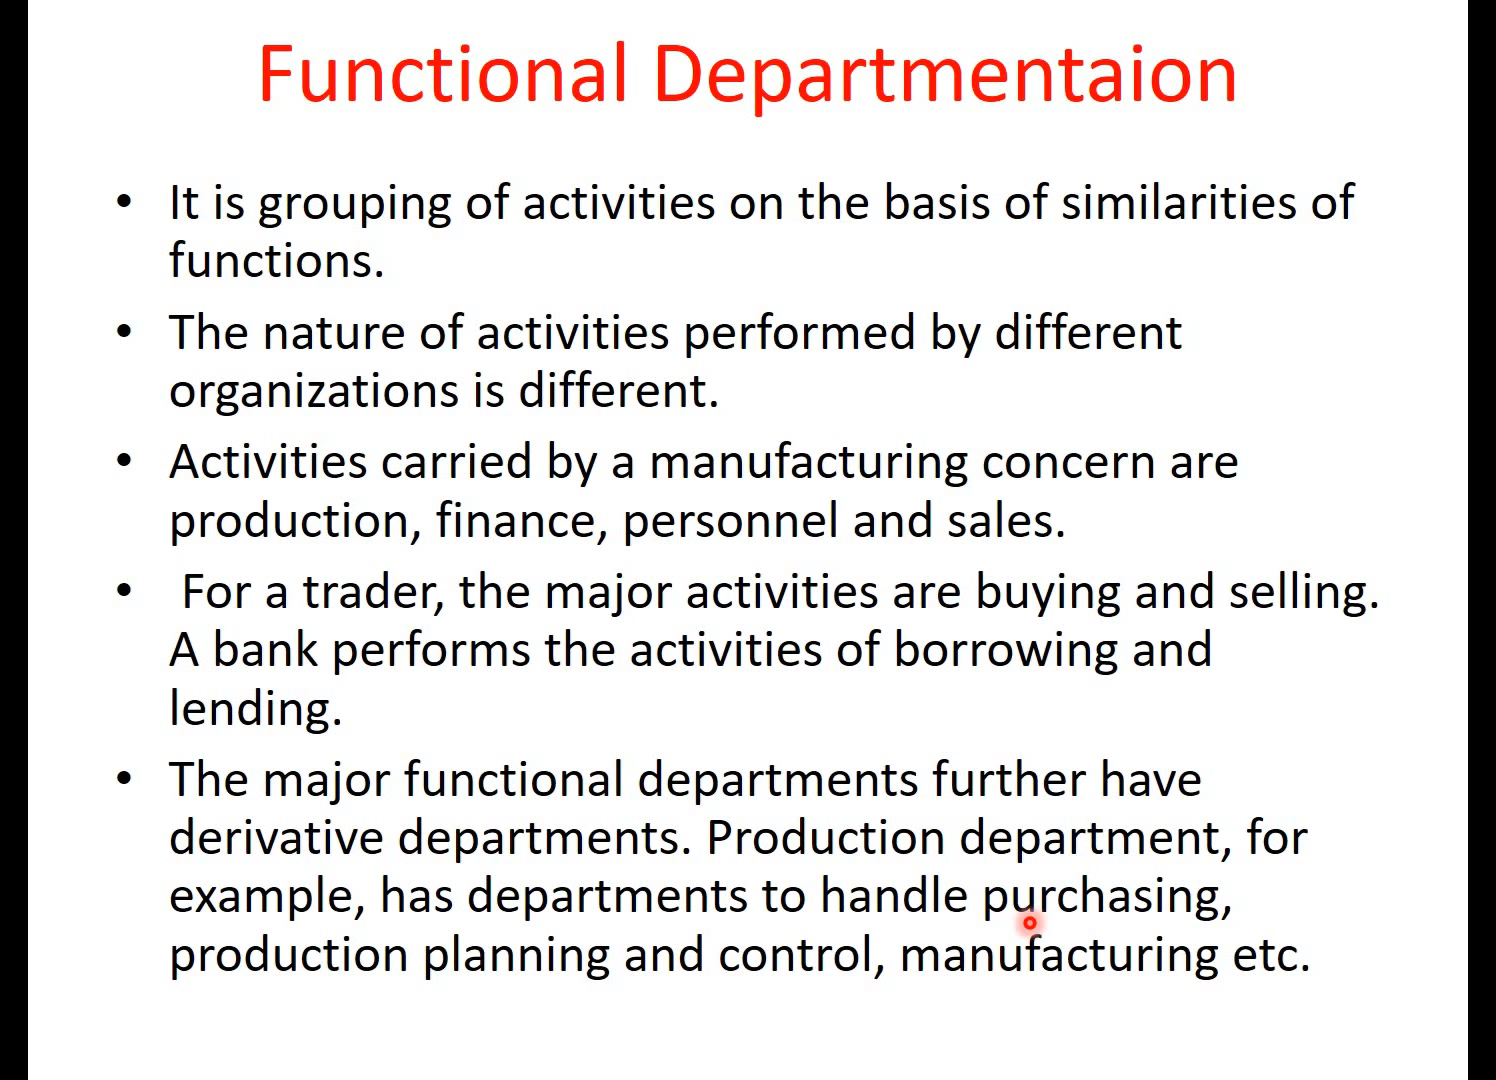 Functional Departmentaion
• It is grouping of activities on the basis of similarities of
functions.
• The nature of activities performed by different
organizations is different.
• Activities carried by a manufacturing concern are
production, finance, personnel and sales.
• For a trader, the major activities are buying and selling.
A bank performs the activities of borrowing and
lending.
• The major functional departments further have
derivative departments. Production department, for
example, has departments to handle purchasing,
production planning and control, manufacturing etc.